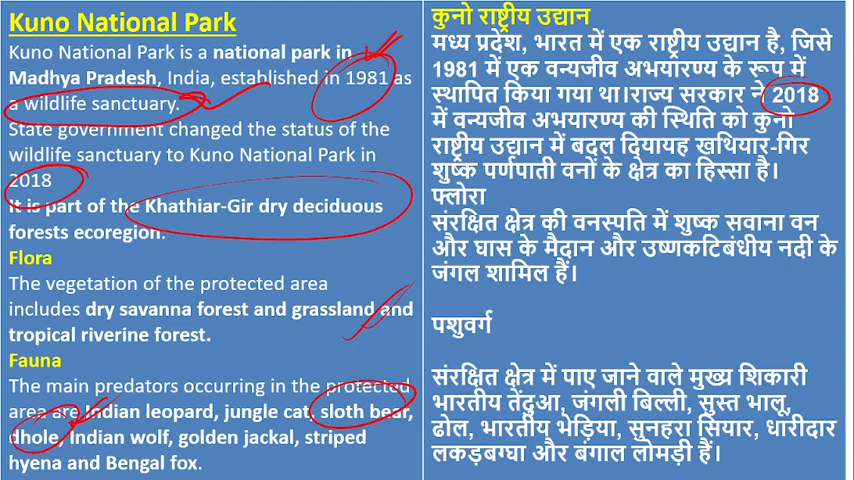 Kuno National Park
Kuno National Park is a national park in
Madhya Pradesh, India, established in 1981 as
a wildlife sanctuary.
State government changed the status of the
wildlife sanctuary to Kuno National Park in
2018
It is part of the Khathiar-Gir dry deciduous
forests ecoregion.
Flora
The vegetation of the protected area
includes dry savanna forest and grassland and
tropical riverine forest.
Fauna
The main predators occurring in the protected
area are Indian leopard, jungle cat, sloth bear,
dhole, Indian wolf, golden jackal, striped
hyena and Bengal fox.
कुनो राष्ट्रीय उद्यान
मध्य प्रदेश, भारत में एक राष्ट्रीय उद्यान है, जिसे
1981 में एक वन्यजीव अभयारण्य के रूप में
स्थापित किया गया था।राज्य सरकार ने 2018
में वन्यजीव अभयारण्य की स्थिति को कुनो
राष्ट्रीय उद्यान में बदल दियायह खथियार-गिर
शुष्क पर्णपाती वनों के क्षेत्र का हिस्सा है।
फ्लोरा
संरक्षित क्षेत्र की वनस्पति में शुष्क सवाना वन
और घास के मैदान और उष्णकटिबंधीय नदी के
जंगल शामिल हैं।
पशुवर्ग
संरक्षित क्षेत्र में पाए जाने वाले मुख्य शिकारी
भारतीय तेंदुआ, जंगली बिल्ली, सुस्त भालू,
ढोल, भारतीय भेड़िया, सुनहरा सियार, धारीदार
लकड़बग्घा और बंगाल लोमड़ी हैं।